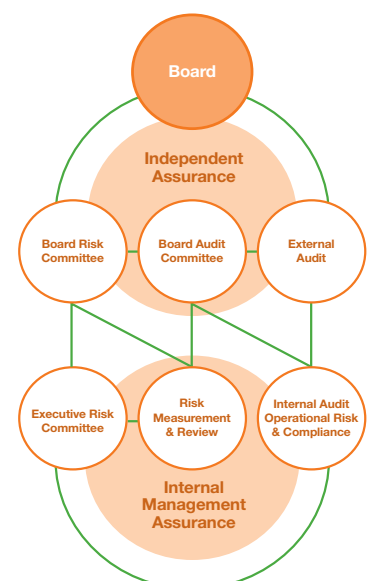 Board
Independent
Assurance
Board Risk
Committee
Board Audit
Committee
External
Audit
Executive Risk
Committee
Risk
Measurement
& Review
Internal Audit
Operational Risk
& Compliance
Internal
Management
Assurance